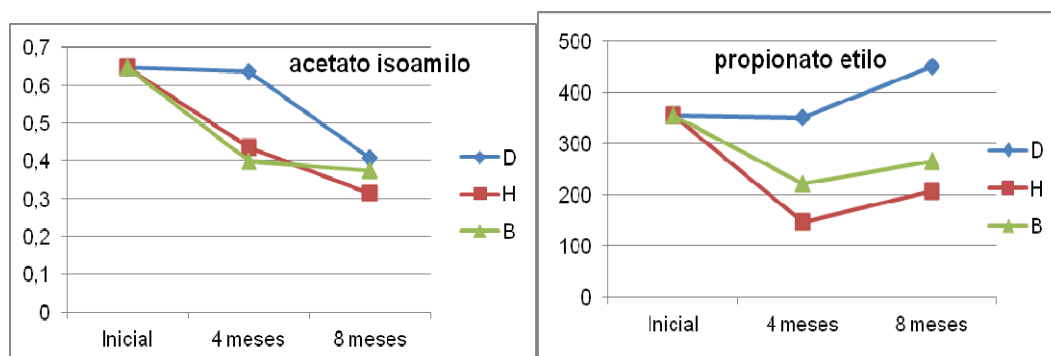 acetato isoamilo
0,7
0,6
0,5
0,4
0,3
0,2
0,1
0
Inicial 4 meses 8 meses
D
H
B
propionato etilo
500
400
300
200
100
0
Inicial 4 meses 8 meses
D
H
B